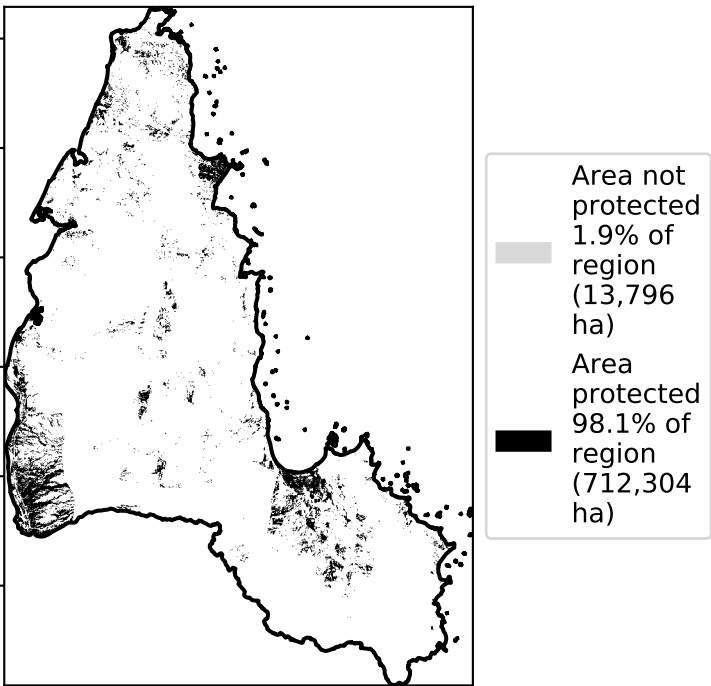 Area not
protected
1.9% of
region
(13,796
ha)
Area
protected
98.1% of
region
(712,304
ha)